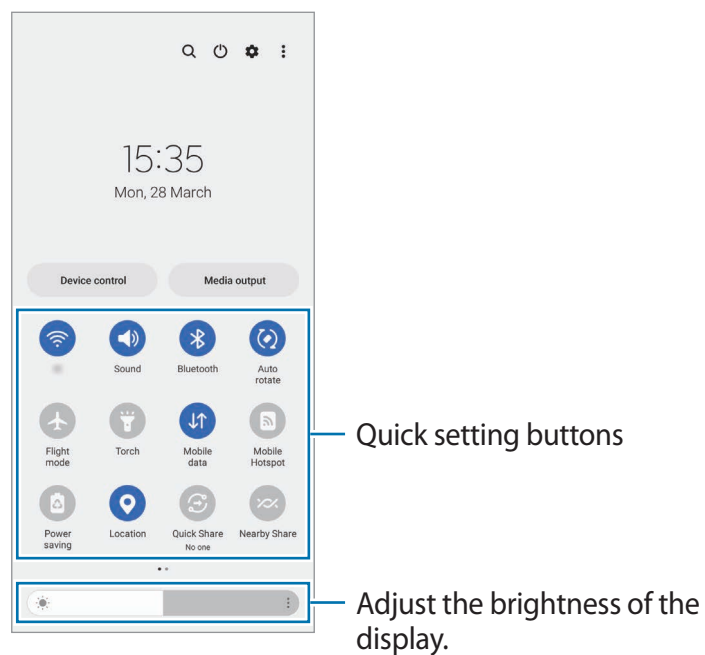 15:35
Mon, 28 March
Device control
Media output
Sound
Bluetooth
Auto
rotate
Flight
mode
Torch
Mobile
data
Mobile
Hotspot
Quick setting buttons
Power
saving
Location
Quick Share
No one
Nearby Share
Adjust the brightness of the
display.